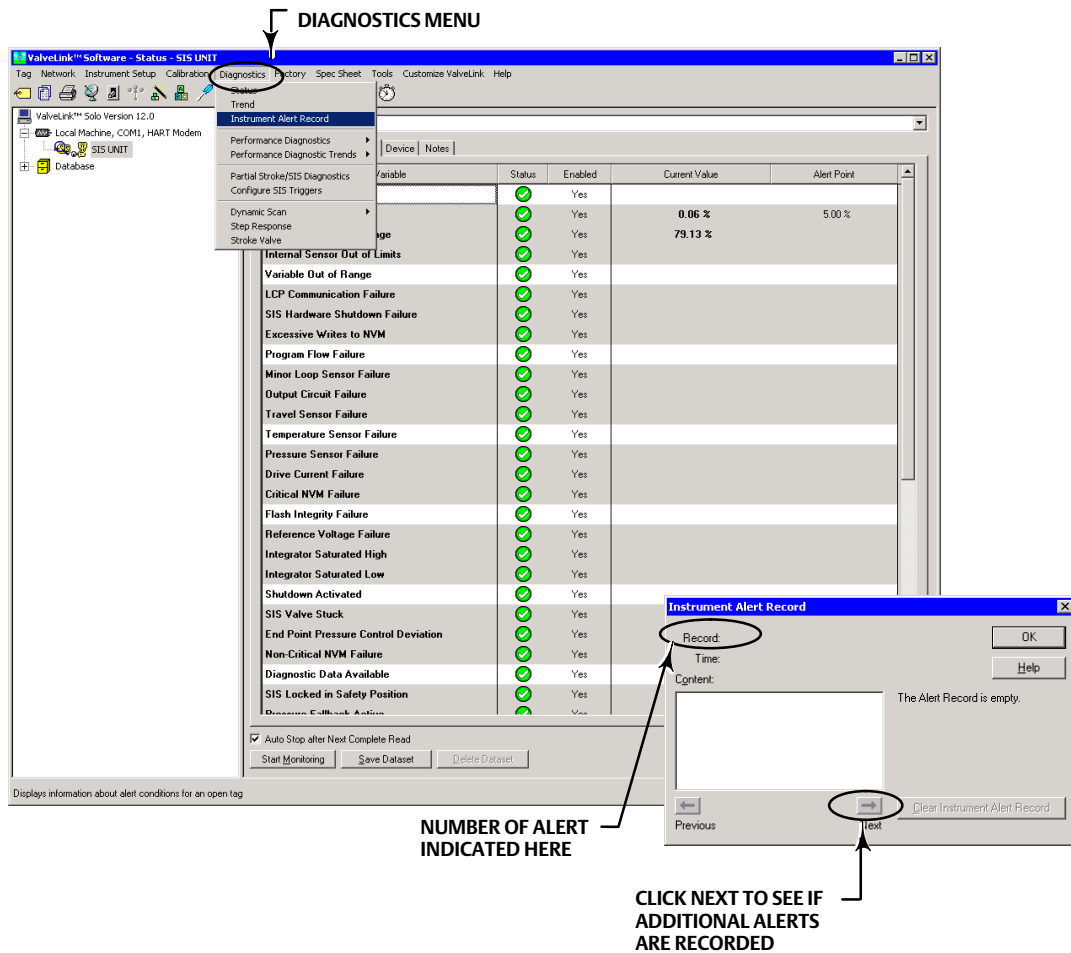 DIAGNOSTICS MENU
ValveLink™ Software - Status - SIS UNIT
Tag Network Instrument Setup Calibration Diagnostics Factory Spec Sheet Tools Customize ValveLink Help
Status
Trend
Instrument Alert Record
Performance Diagnostics
Performance Diagnostic Trends
Partial Stroke/SIS Diagnostics
Configure SIS Triggers
Dynamic Scan
Step Response
Stroke Valve
ValveLink™ Solo Version 12.0
Local Machine, COM1, HART Modem
SIS UNIT
Database
Device Notes
Variable Status Enabled Current Value Alert Point
Yes
Yes 0.06 % 5.00 %
Yes 79.13 %
Internal Sensor Out of Limits Yes
Variable Out of Range Yes
LCP Communication Failure Yes
SIS Hardware Shutdown Failure Yes
Excessive Writes to NVM Yes
Program Flow Failure Yes
Minor Loop Sensor Failure Yes
Output Circuit Failure Yes
Travel Sensor Failure Yes
Temperature Sensor Failure Yes
Pressure Sensor Failure Yes
Drive Current Failure Yes
Critical NVM Failure Yes
Flash Integrity Failure Yes
Reference Voltage Failure Yes
Integrator Saturated High Yes
Integrator Saturated Low Yes
Shutdown Activated Yes
SIS Valve Stuck Yes
End Point Pressure Control Deviation Yes
Non-Critical NVM Failure Yes
Diagnostic Data Available Yes
SIS Locked in Safety Position Yes
Pressure Fallback Active Yes
Auto Stop after Next Complete Read
Start Monitoring Save Dataset Delete Dataset
Displays information about alert conditions for an open tag
Instrument Alert Record
Record:
OK
Time:
Help
Content:
The Alert Record is empty.
Clear Instrument Alert Record
Previous Next
NUMBER OF ALERT
INDICATED HERE
CLICK NEXT TO SEE IF
ADDITIONAL ALERTS
ARE RECORDED